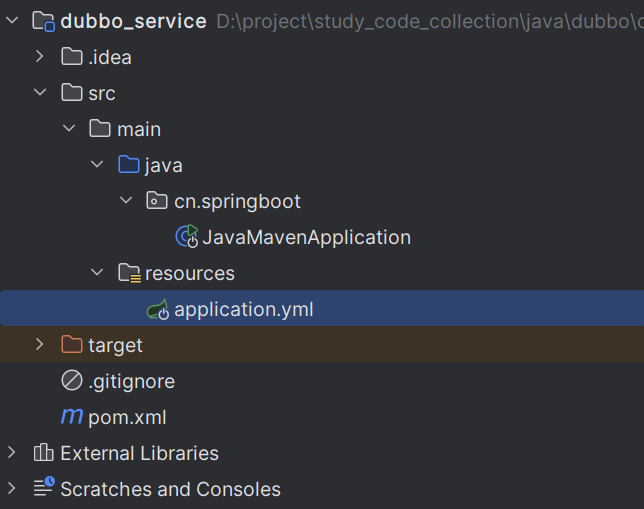 dubbo_service D:\project\study_code_collection\java\dubbo\
.idea
src
main
java
cn.springboot
JavaMavenApplication
resources
application.yml
target
.gitignore
m pom.xml
External Libraries
Scratches and Consoles